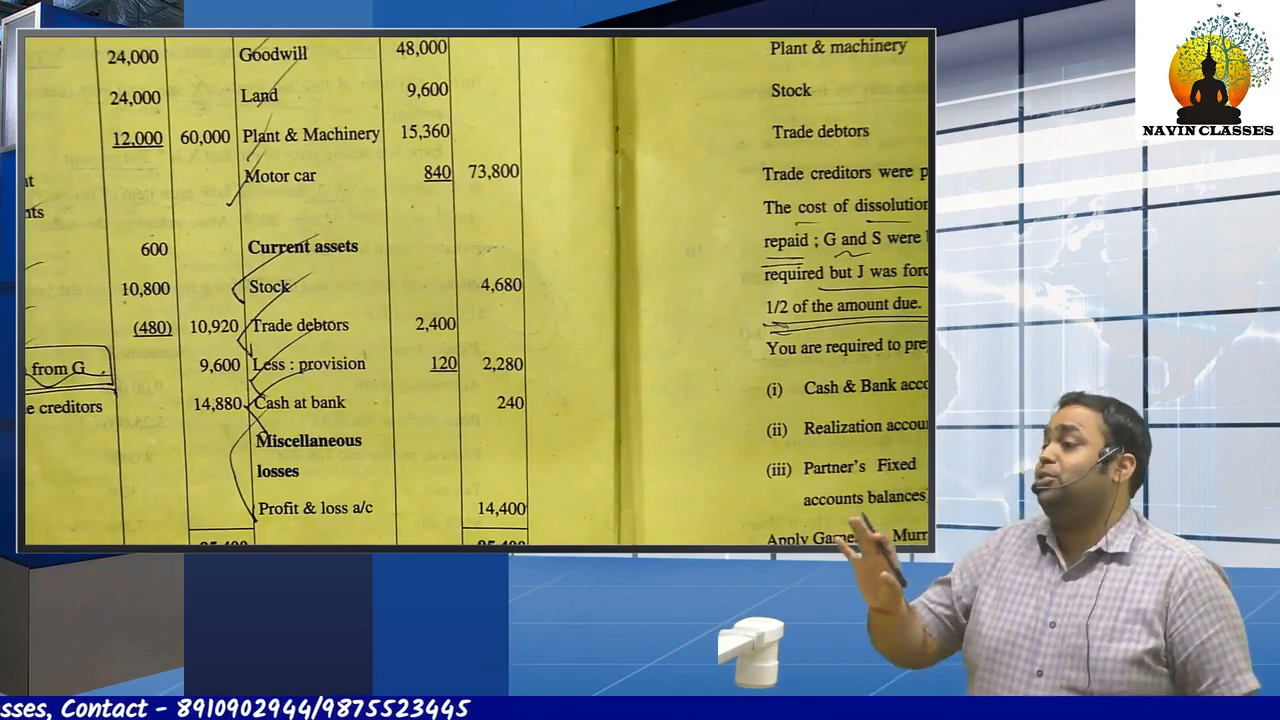 24,000 Goodwill 48,000
24,000 Land 9,600
12,000 60,000 Plant & Machinery 15,360
Motor car 840 73,800
nts
600 Current assets
10,800 Stock 4,680
(480) 10,920 Trade debtors 2,400
from G 9,600 Less : provision 120 2,280
e creditors 14,880 Cash at bank 240
Miscellaneous
losses
Profit & loss a/c 14,400
Plant & machinery
Stock
Trade debtors
Trade creditors were p
The cost of dissolution
repaid ; G and S were
required but J was for
1/2 of the amount due.
You are required to pre
(i) Cash & Bank acc
(ii) Realization accou
(iii) Partner's Fixed
accounts balances
Apply Murr
NAVIN CLASSES
sses, Contact - 8910902944/9875523445